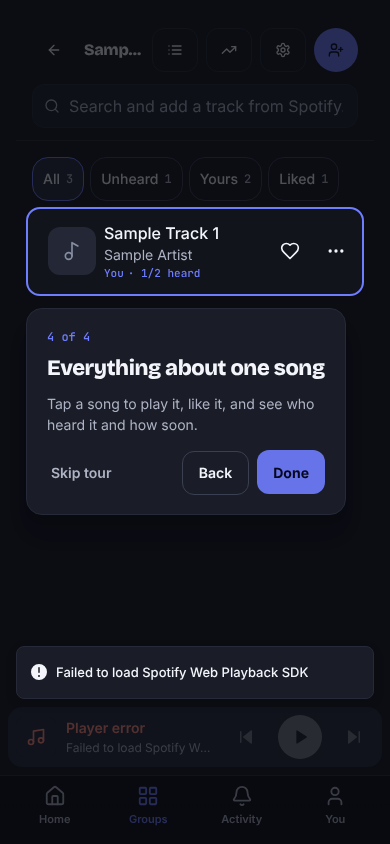 Samp...
Search and add a track from Spotify
All 3
Unheard 1
Yours 2
Liked 1
Sample Track 1
Sample Artist
You · 1/2 heard
4 of 4
Everything about one song
Tap a song to play it, like it, and see who
heard it and how soon.
Skip tour
Back
Done
Failed to load Spotify Web Playback SDK
Player error
Failed to load Spotify W...
Home
Groups
Activity
You